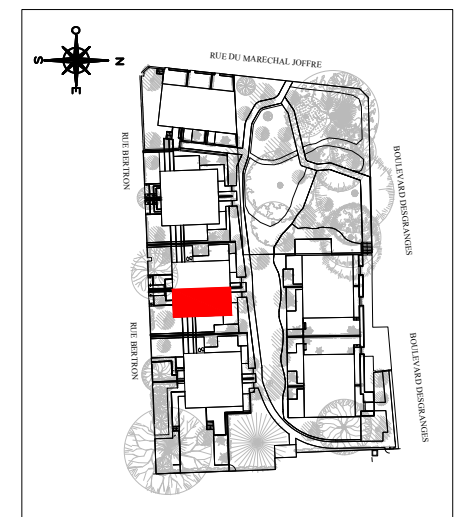 O
S
N
E
RUE DU MARECHAL JOFFRE
RUE BERTRON
BOULEVARD DESGRANGES
RUE BERTRON
BOULEVARD DESGRANGES